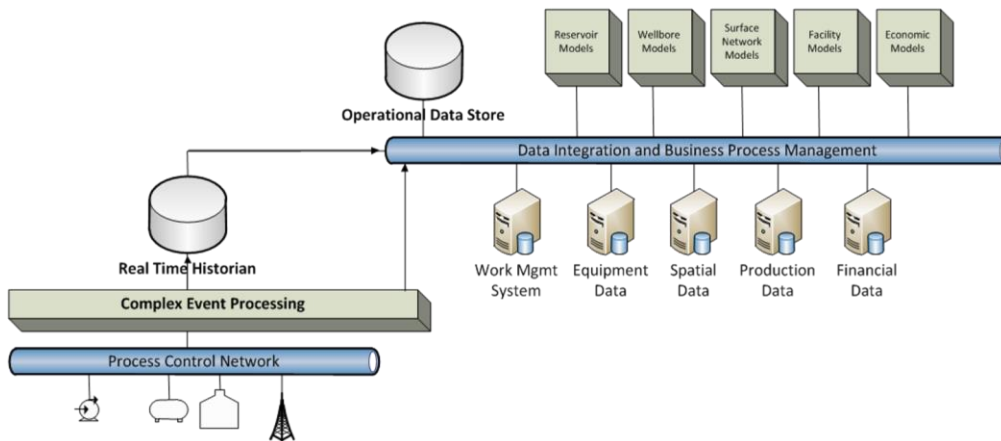 Reservoir
Models
Wellbore
Models
Surface
Network
Models
Facility
Models
Economic
Models
Operational Data Store
Data Integration and Business Process Management
Real Time Historian
Work Mgmt
System
Equipment
Data
Spatial
Data
Production
Data
Financial
Data
Complex Event Processing
Process Control Network